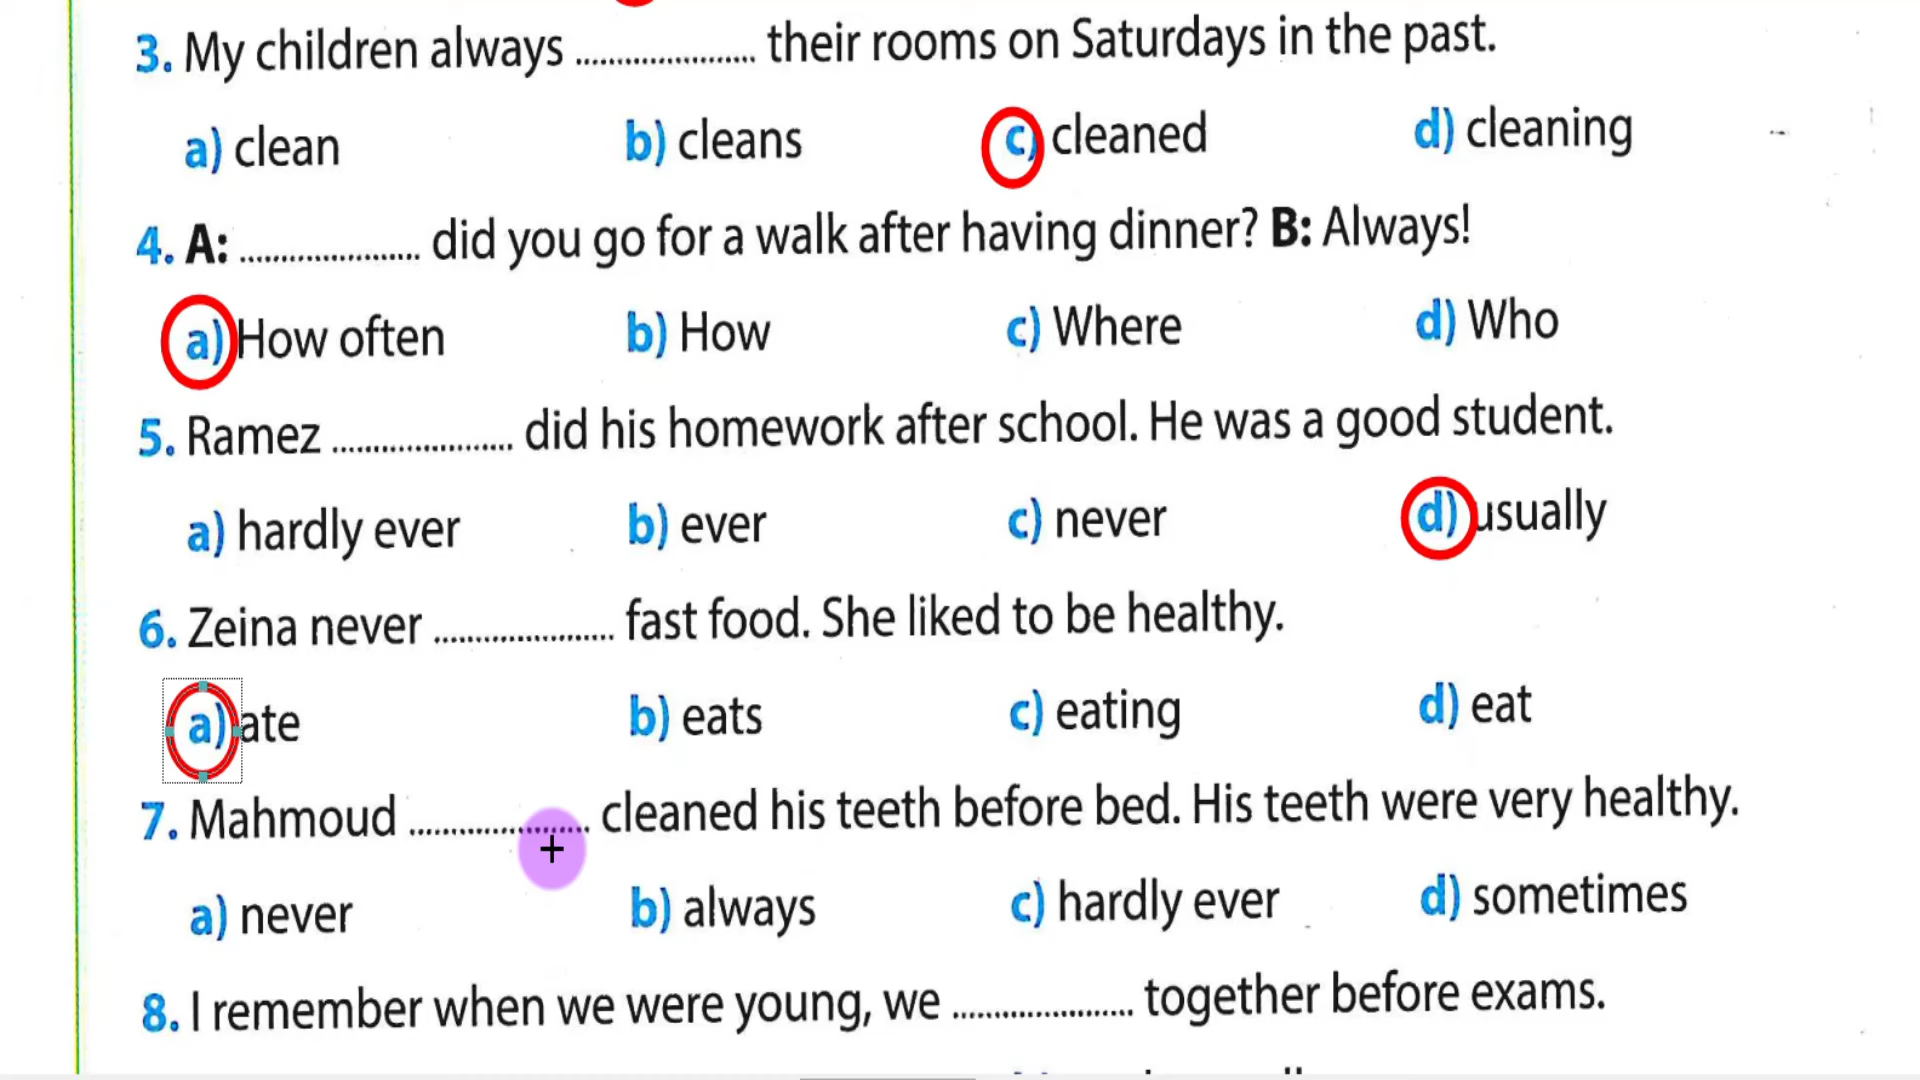 3. My children always ...................... their rooms on Saturdays in the past.
a) clean b) cleans c) cleaned d) cleaning
4. A: ...................... did you go for a walk after having dinner? B: Always!
a) How often b) How c) Where d) Who
5. Ramez ...................... did his homework after school. He was a good student.
a) hardly ever b) ever c) never d) usually
6. Zeina never ...................... fast food. She liked to be healthy.
a) ate b) eats c) eating d) eat
7. Mahmoud ...................... cleaned his teeth before bed. His teeth were very healthy.
a) never b) always c) hardly ever d) sometimes
8. I remember when we were young, we ...................... together before exams.